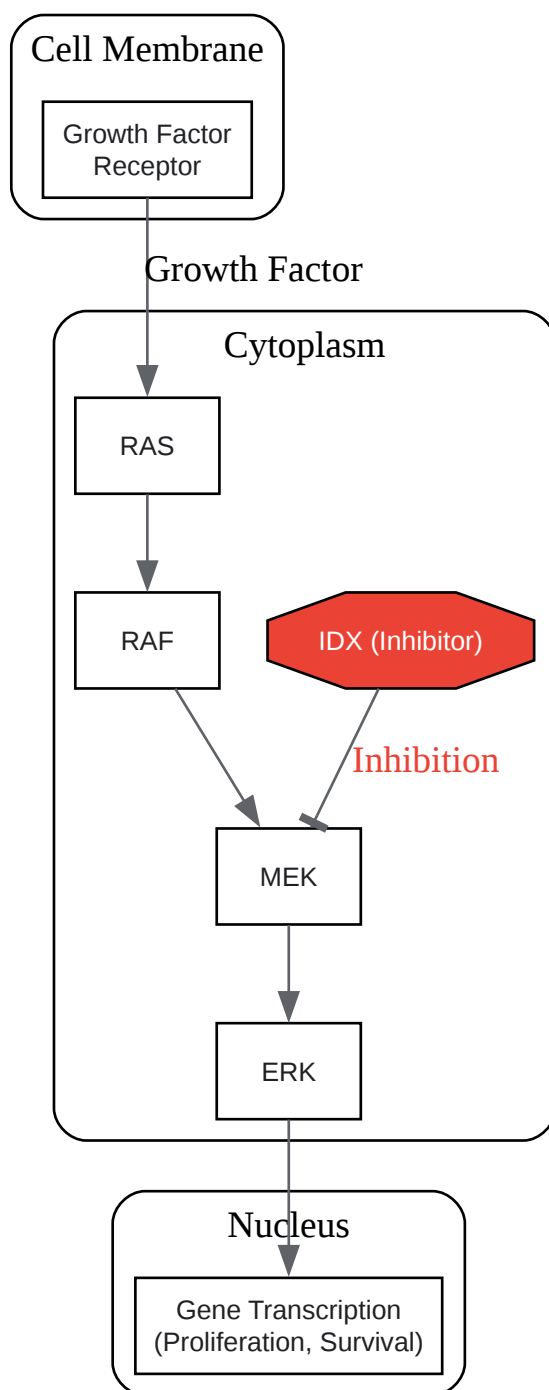 Cell Membrane
Growth Factor
Receptor
Growth Factor
Cytoplasm
RAS
RAF
IDX (Inhibitor)
Inhibition
MEK
ERK
Nucleus
Gene Transcription
(Proliferation, Survival)